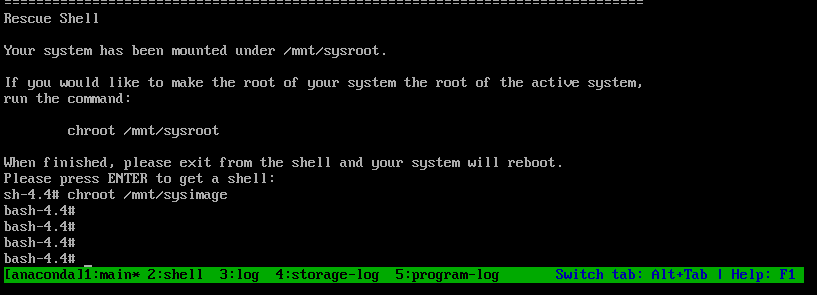 ================================================================================
Rescue Shell
Your system has been mounted under /mnt/sysroot.
If you would like to make the root of your system the root of the active system,
run the command:
chroot /mnt/sysroot
When finished, please exit from the shell and your system will reboot.
Please press ENTER to get a shell:
sh-4.4# chroot /mnt/sysimage
bash-4.4#
bash-4.4#
bash-4.4#
bash-4.4# _
[anaconda]1:main* 2:shell  3:log  4:storage-log  5:program-log Switch tab: Alt+Tab | Help: F1